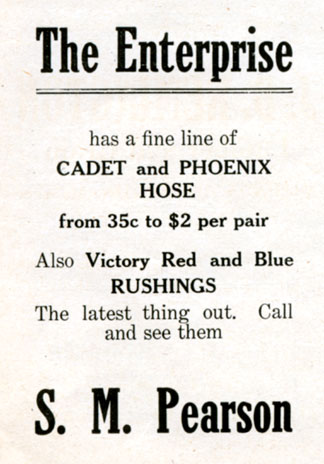 The Enterprise
has a fine line of
CADET and PHOENIX
HOSE
from 35c to $2 per pair
Also Victory Red and Blue
RUSHINGS
The latest thing out. Call
and see them
S. M. Pearson